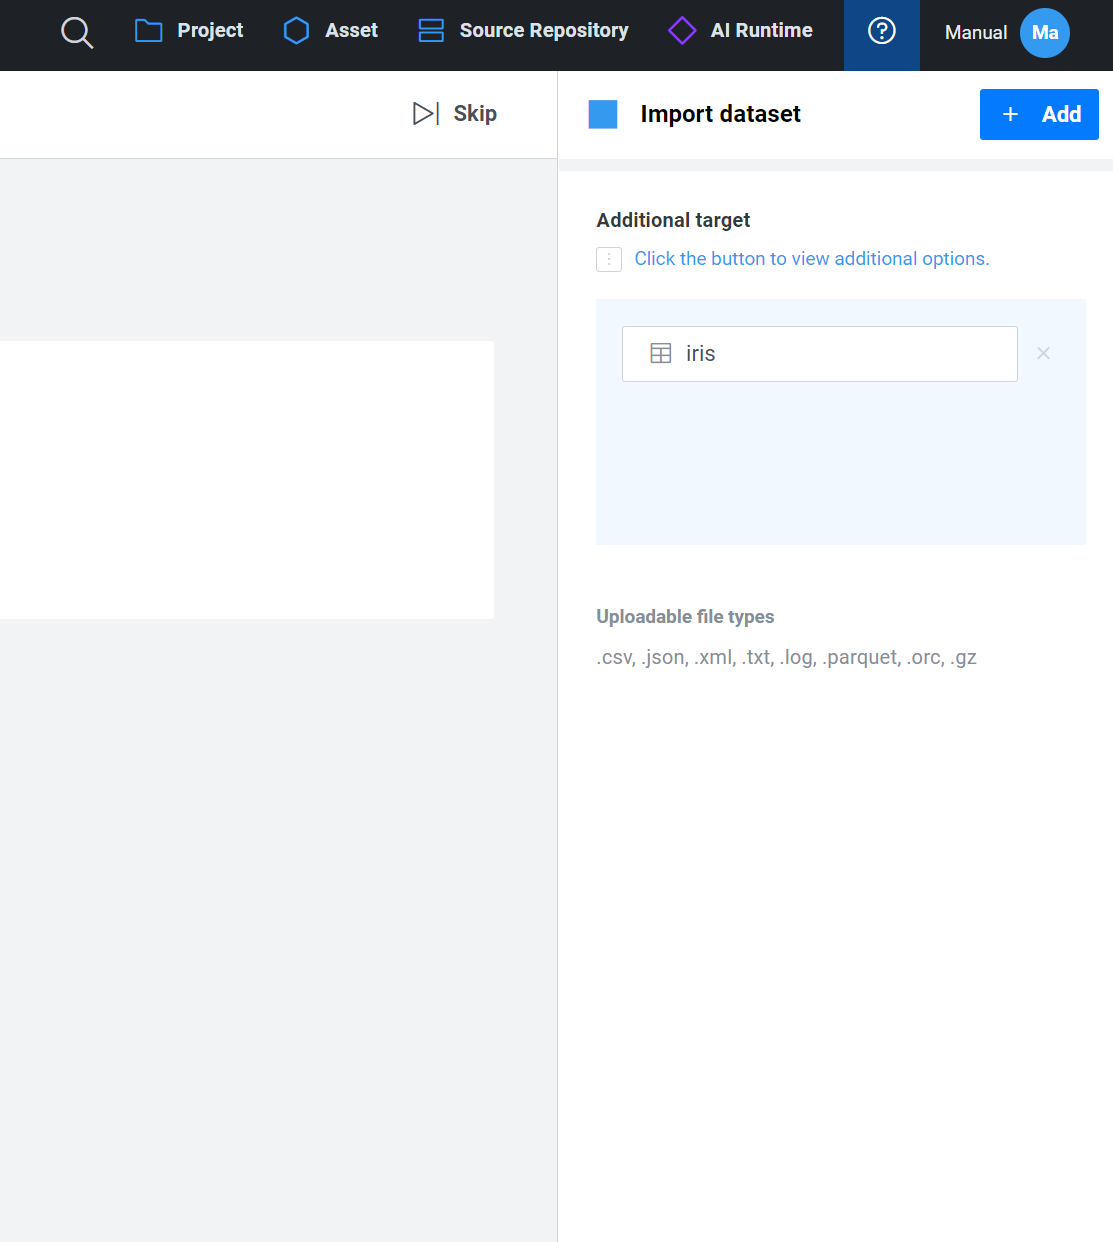 Project Asset Source Repository AI Runtime Manual Ma
Skip
Import dataset
+ Add
Additional target
Click the button to view additional options.
iris
Uploadable file types
.csv, .json, .xml, .txt, .log, .parquet, .orc, .gz